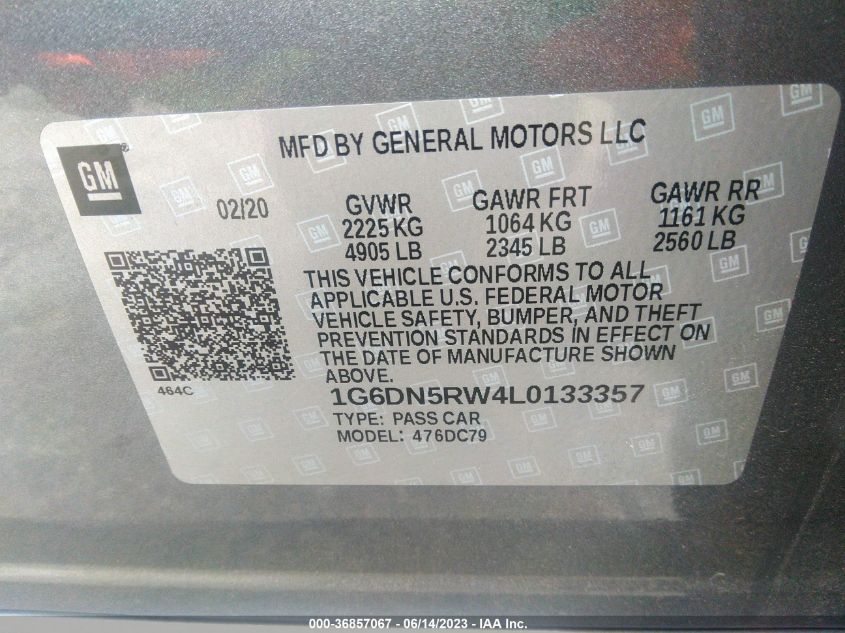 MFD BY GENERAL MOTORS LLC
GM
02/20
GVWR
2225 KG
4905 LB
GAWR FRT
1064 KG
2345 LB
GAWR RR
1161 KG
2560 LB
THIS VEHICLE CONFORMS TO ALL
APPLICABLE U.S. FEDERAL MOTOR
VEHICLE SAFETY, BUMPER, AND THEFT
PREVENTION STANDARDS IN EFFECT ON
THE DATE OF MANUFACTURE SHOWN
ABOVE.
464C
1G6DN5RW4L0133357
TYPE: PASS CAR
MODEL: 476DC79
000-36857067 - 06/14/2023 - IAA Inc.